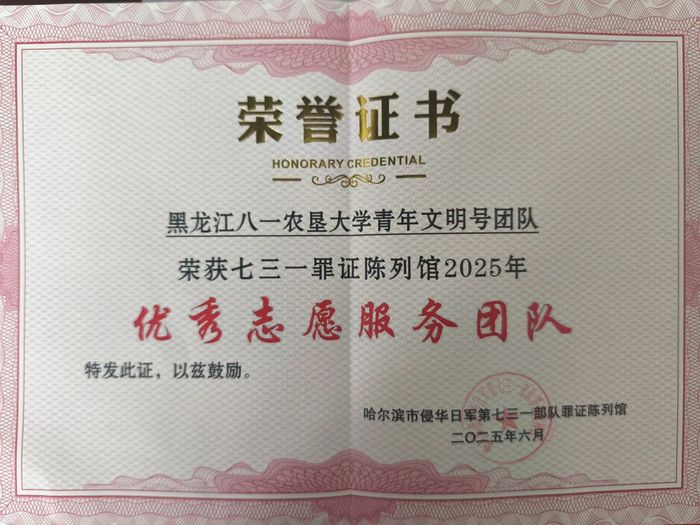 荣誉证书
HONORARY CREDENTIAL
黑龙江八一农垦大学青年文明号团队
荣获七三一罪证陈列馆2025年
优秀志愿服务团队
特发此证，以兹鼓励。
哈尔滨市侵华日军第七三一部队罪证陈列馆
二〇二五年六月